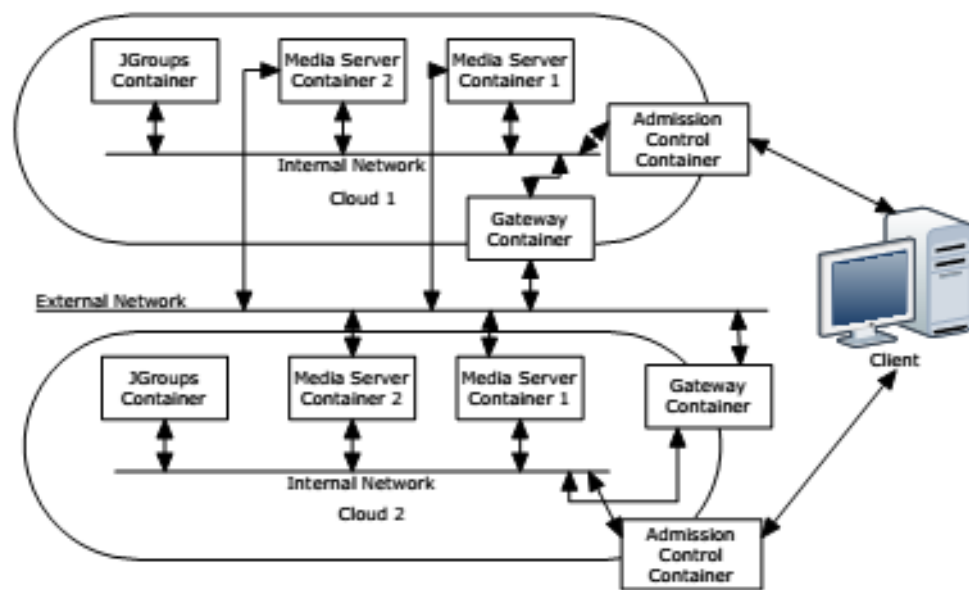 JGroups
Container
Media Server
Container 2
Media Server
Container 1
Admission
Control
Container
Internal Network
Cloud 1
Gateway
Container
External Network
Client
JGroups
Container
Media Server
Container 2
Media Server
Container 1
Gateway
Container
Internal Network
Cloud 2
Admission
Control
Container